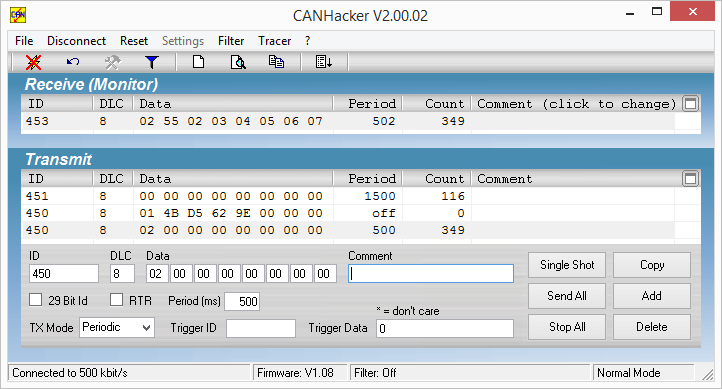 CAN
CANHacker V2.00.02
File Disconnect Reset Settings Filter Tracer ?
Receive (Monitor)
ID DLC Data Period Count Comment (click to change)
453 8 02 55 02 03 04 05 06 07 502 349
Transmit
ID DLC Data Period Count Comment
451 8 00 00 00 00 00 00 00 00 1500 116
450 8 01 4B D5 62 9E 00 00 00 off 0
450 8 02 00 00 00 00 00 00 00 500 349
ID DLC Data Comment
450 8 02 00 00 00 00 00 00 00
Single Shot Copy
29 Bit Id RTR Period (ms) 500
Send All Add
* = don't care
TX Mode Periodic Trigger ID Trigger Data 0
Stop All Delete
Connected to 500 kbit/s Firmware: V1.08 Filter: Off Normal Mode